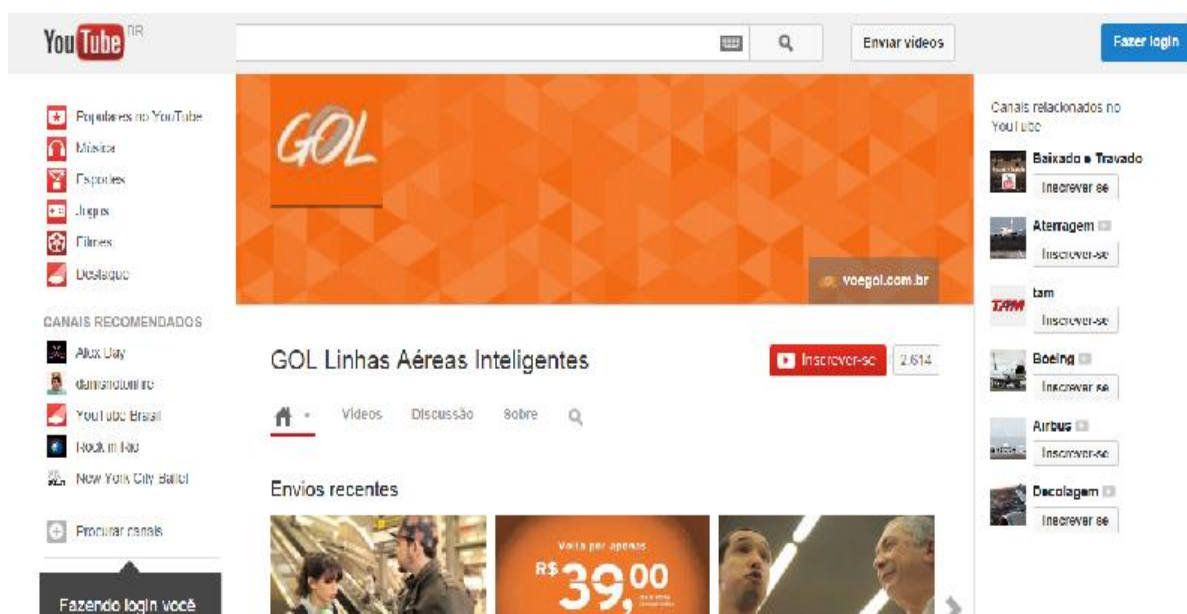 YouTube BR
Enviar vídeos
Fazer login
Populares no YouTube
Música
Esportes
Jogos
Filmes
Destaque
CANAIS RECOMENDADOS
Alex Day
danisnotonfire
YouTube Brasil
Rock in Rio
New York City Ballet
Procurar canais
Fazendo login você
GOL
voegol.com.br
GOL Linhas Aéreas Inteligentes
Inscrever-se 2.614
Vídeos Discussão Sobre
Envios recentes
Volta por apenas
R$39,00
Canais relacionados no
YouTube
Baixado e Travado
Inscrever-se
Aterragem
Inscrever-se
TAM
tam
Inscrever-se
Boeing
Inscrever-se
Airbus
Inscrever-se
Decolagem
Inscrever-se